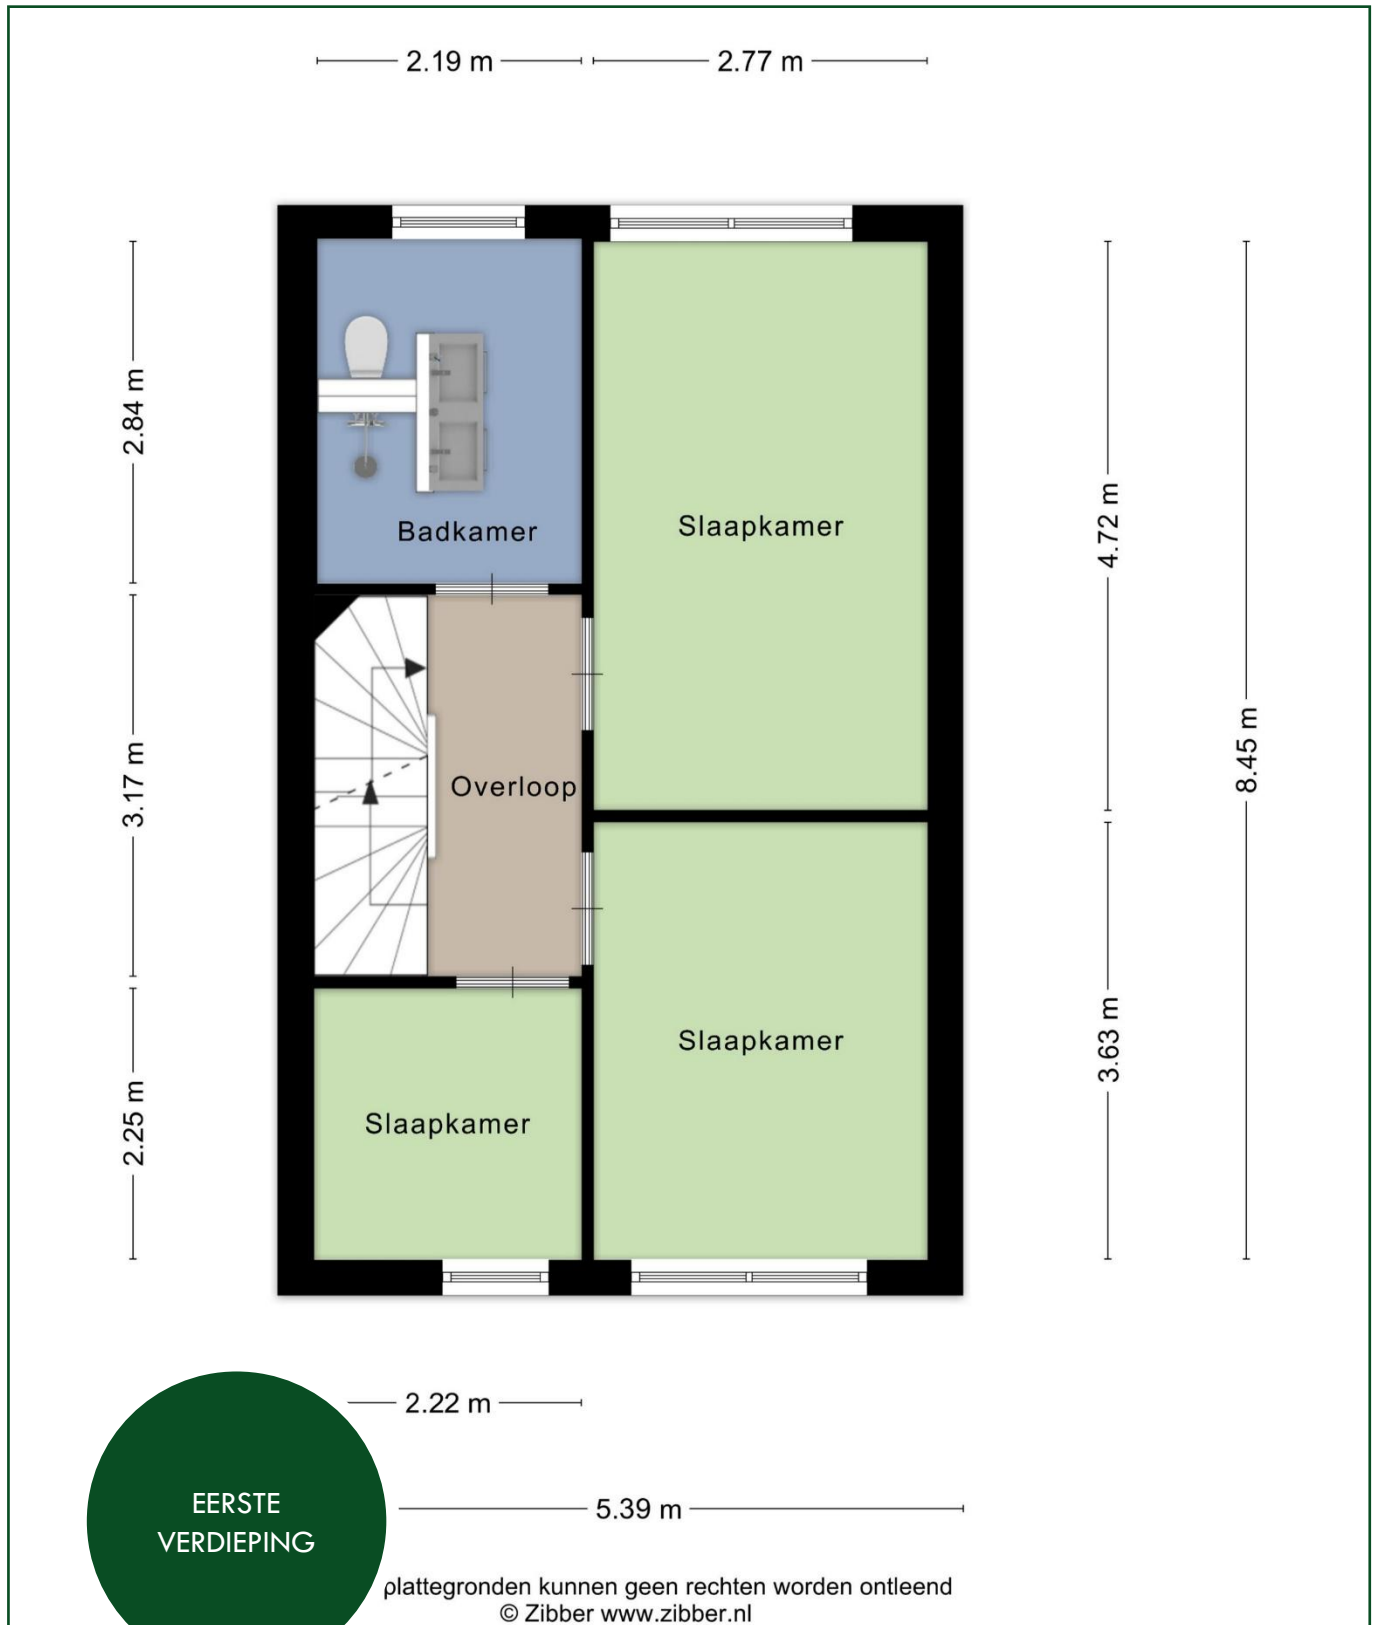 2.19 m
2.77 m
2.84 m
Badkamer
Slaapkamer
4.72 m
3.17 m
Overloop
8.45 m
2.25 m
Slaapkamer
Slaapkamer
3.63 m
2.22 m
5.39 m
EERSTE
VERDIEPING
plattegronden kunnen geen rechten worden ontleend
© Zibber www.zibber.nl